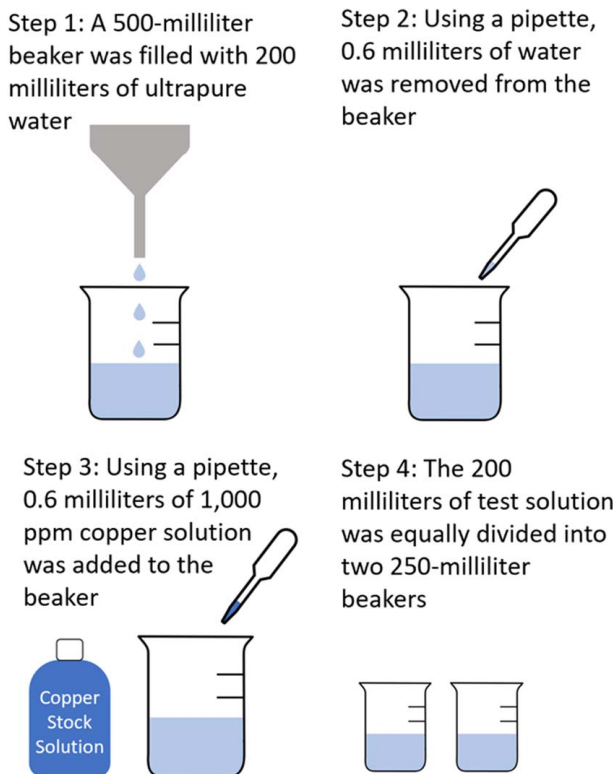 Step 1: A 500-milliliter
beaker was filled with 200
milliliters of ultrapure
water
Step 2: Using a pipette,
0.6 milliliters of water
was removed from the
beaker
Step 3: Using a pipette,
0.6 milliliters of 1,000
ppm copper solution
was added to the
beaker
Copper
Stock
Solution
Step 4: The 200
milliliters of test solution
was equally divided into
two 250-milliliter
beakers